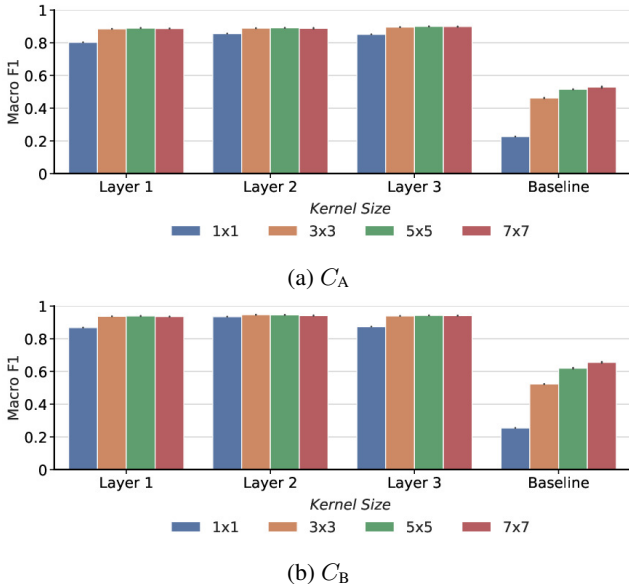 1
0.8
0.6
0.4
0.2
0
Macro F1
Layer 1 Layer 2 Layer 3 Baseline
Kernel Size
1x1 3x3 5x5 7x7
(a) C_A
1
0.8
0.6
0.4
0.2
0
Macro F1
Layer 1 Layer 2 Layer 3 Baseline
Kernel Size
1x1 3x3 5x5 7x7
(b) C_B